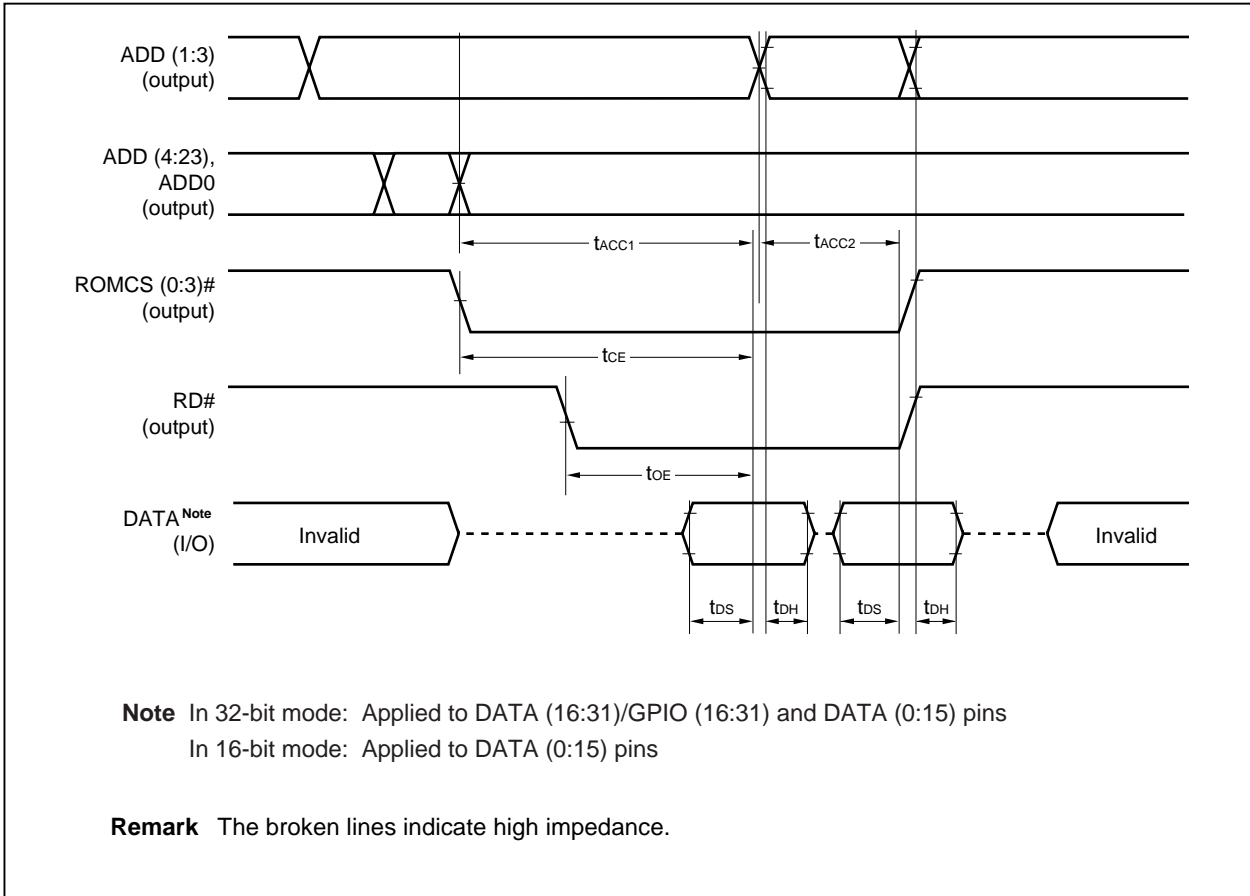 ADD (1:3)
(output)
ADD (4:23),
ADD0
(output)
tACC1
tACC2
ROMCS (0:3)#
(output)
tCE
RD#
(output)
tOE
DATA Note
(I/O)
Invalid
Invalid
tDS
tDH
tDS
tDH
Note In 32-bit mode: Applied to DATA (16:31)/GPIO (16:31) and DATA (0:15) pins
In 16-bit mode: Applied to DATA (0:15) pins
Remark The broken lines indicate high impedance.